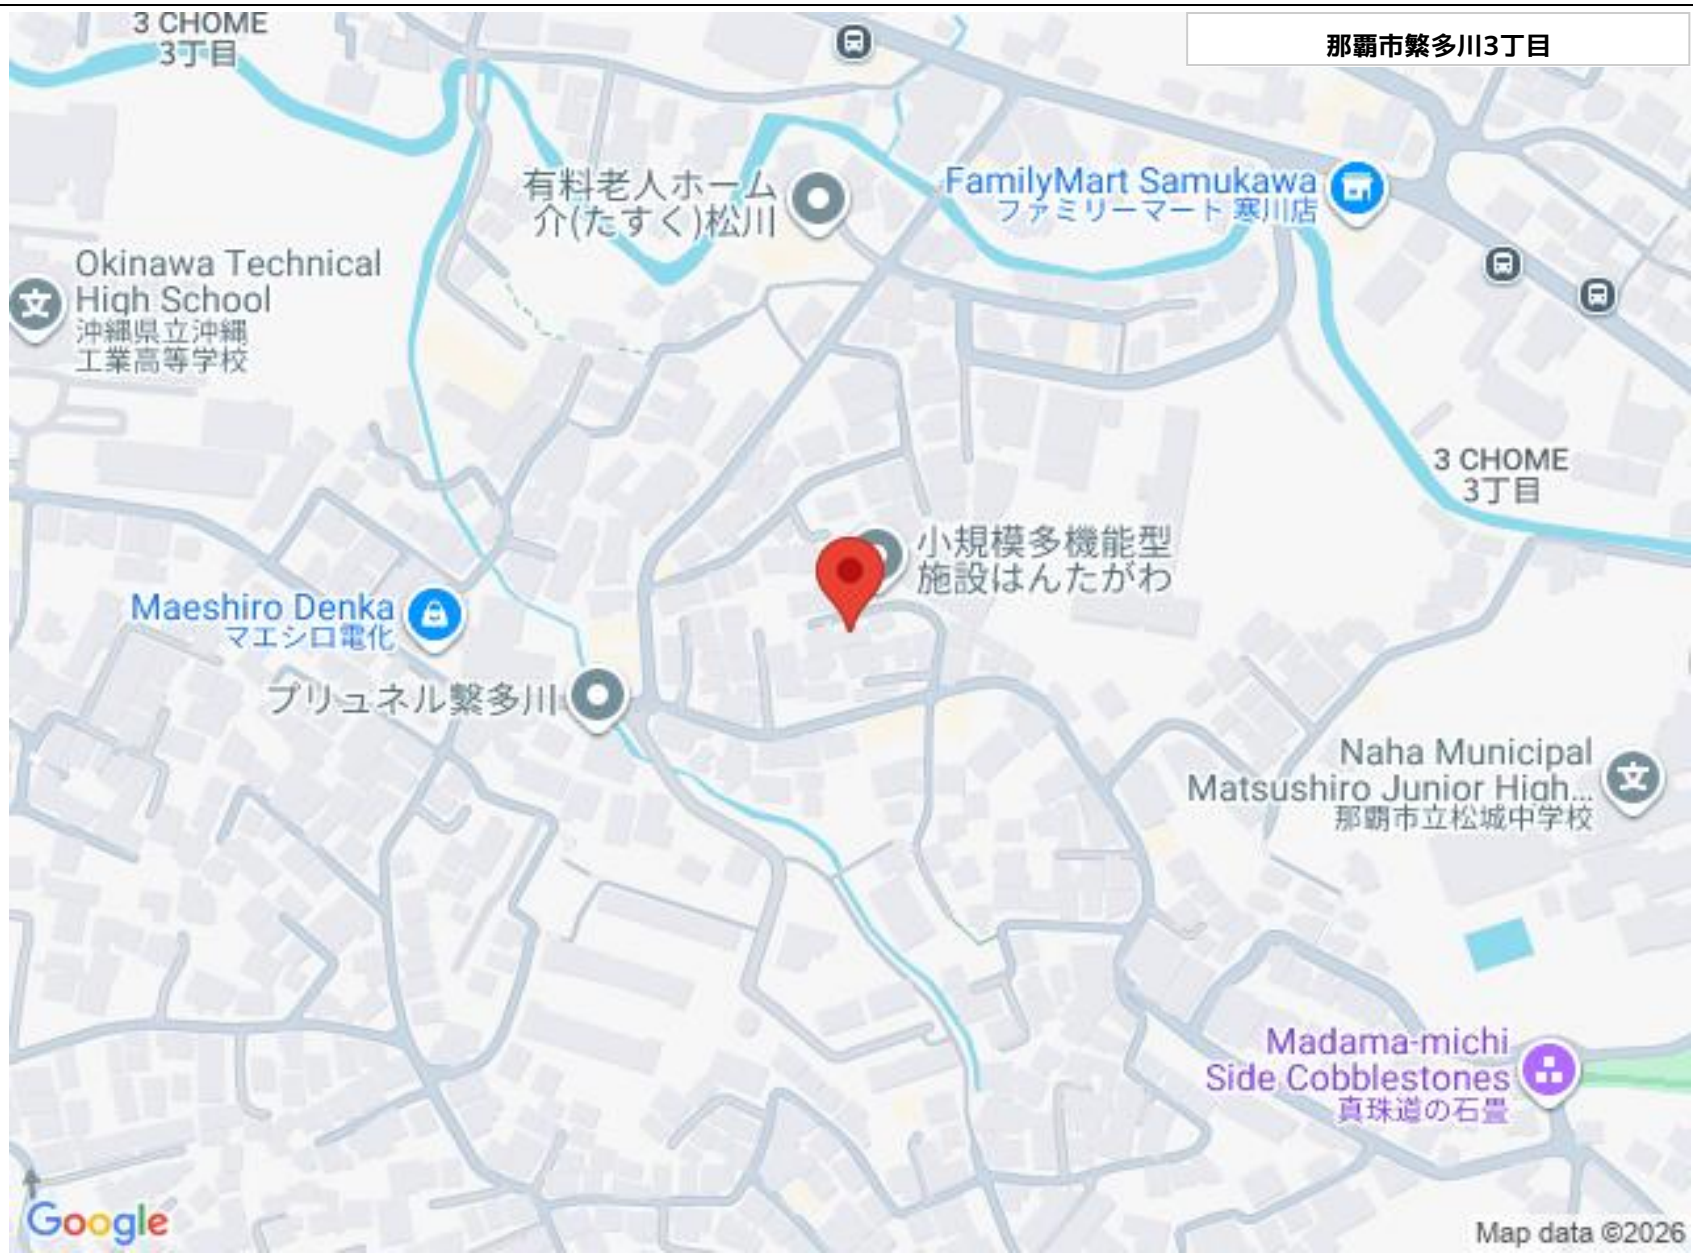 3 CHOME
3丁目
那覇市繁多川3丁目
有料老人ホーム
介(たすく)松川
FamilyMart Samukawa
ファミリーマート 寒川店
Okinawa Technical
High School
沖縄県立沖縄
工業高等学校
3 CHOME
3丁目
小規模多機能型
施設はんたがわ
Maeshiro Denka
マエシロ電化
プリュネル繁多川
Naha Municipal
Matsushiro Junior High...
那覇市立松城中学校
Madama-michi
Side Cobblestones
真珠道の石畳
Google
Map data ©2026